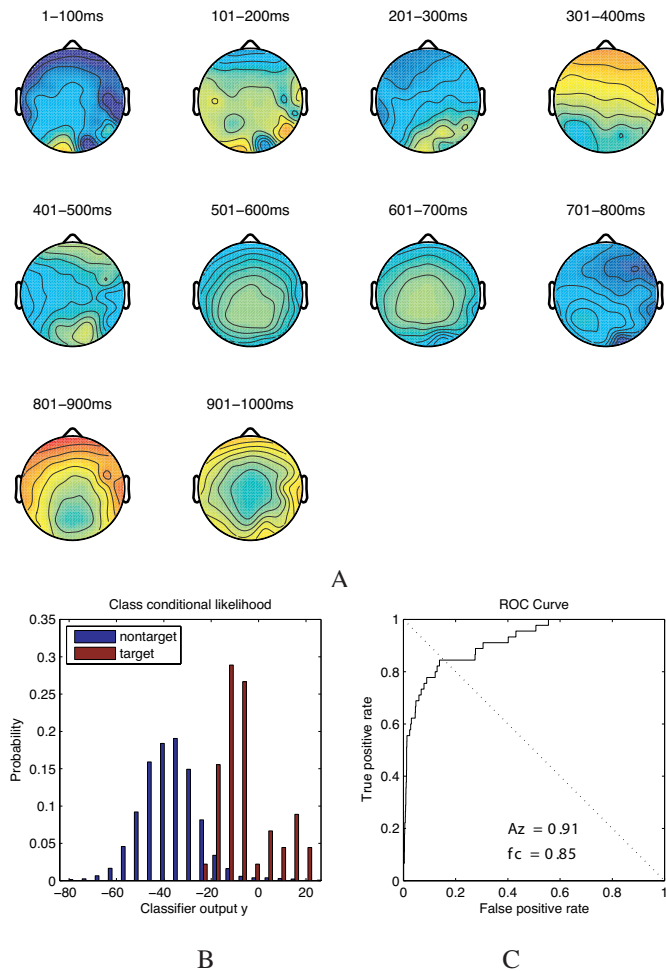 1−100ms 101−200ms 201−300ms 301−400ms
401−500ms 501−600ms 601−700ms 701−800ms
801−900ms 901−1000ms
A
Class conditional likelihood
0.35
0.3
0.25
0.2
0.15
0.1
0.05
0
Probability
nontarget
target
−80 −60 −40 −20 0 20
Classifier output y
B
ROC Curve
1
0.8
0.6
0.4
0.2
0
True positive rate
Az = 0.91
fc = 0.85
0 0.2 0.4 0.6 0.8 1
False positive rate
C